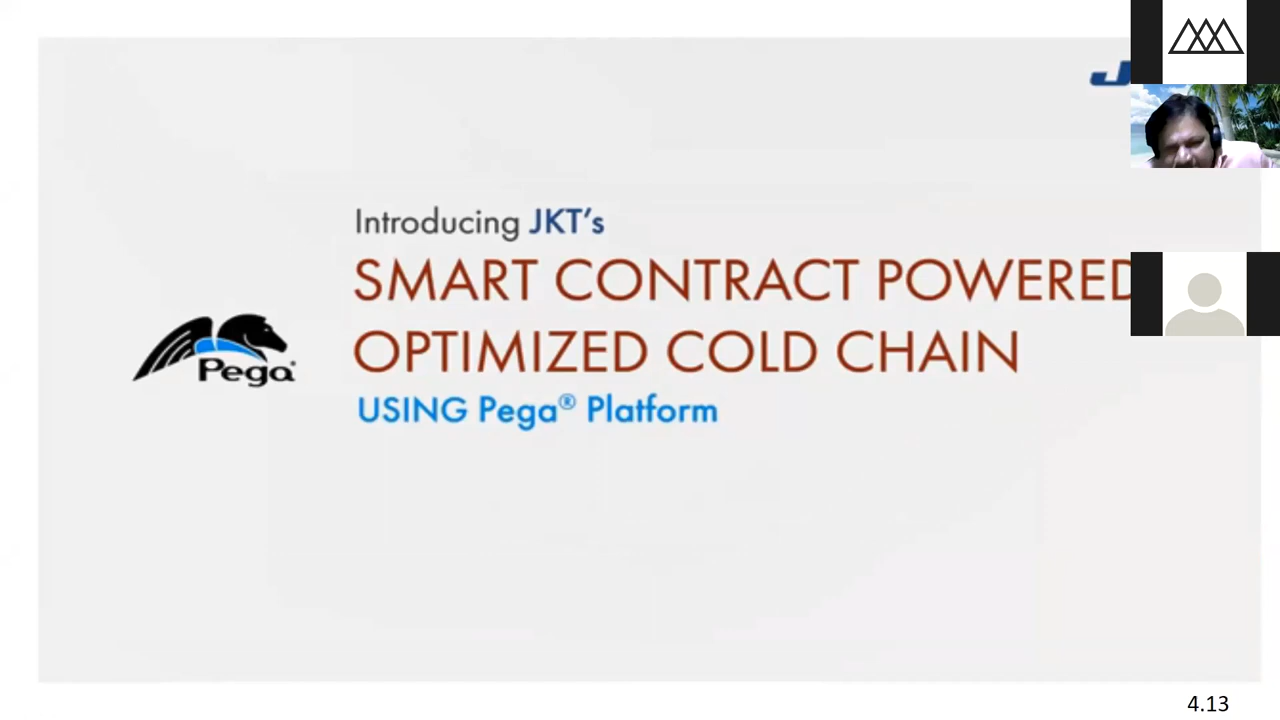 Introducing JKT's
SMART CONTRACT POWERED
OPTIMIZED COLD CHAIN
Pega
USING Pega® Platform
4.13